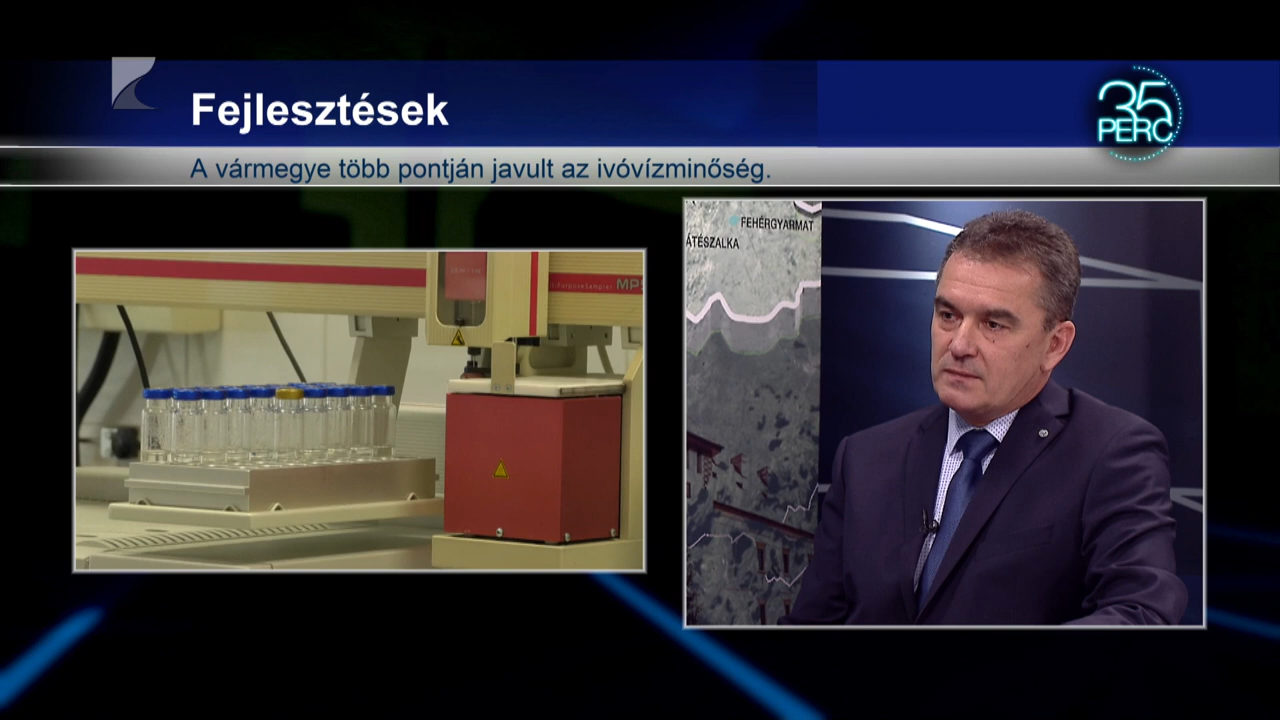 Fejlesztések
35
PERC
A vármegye több pontján javult az ivóvízminőség.
FEHÉRGYARMAT
ÁTÉSZALKA
MPS